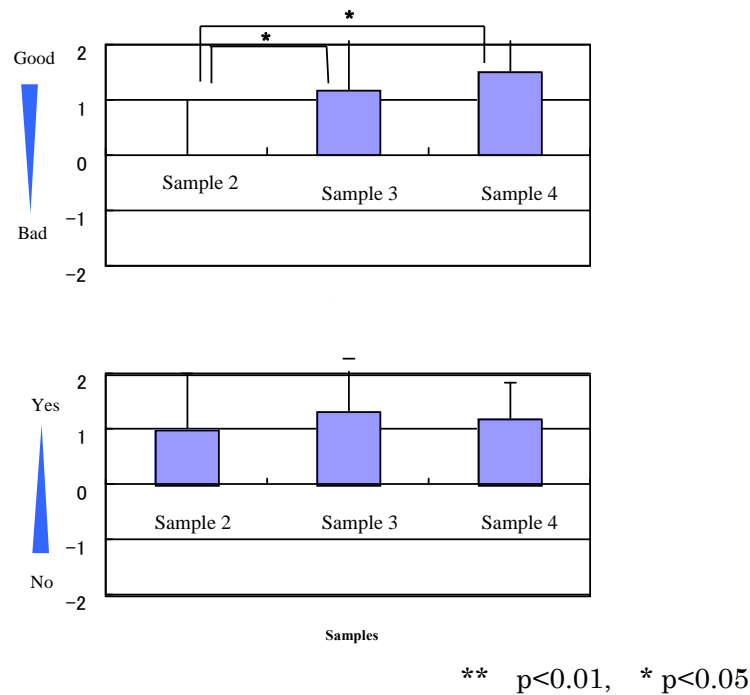 *
*
Good
2
1
0
Sample 2
Sample 3
Sample 4
−1
Bad
−2
2
Yes
1
0
Sample 2
Sample 3
Sample 4
−1
No
−2
Samples
** p<0.01, * p<0.05